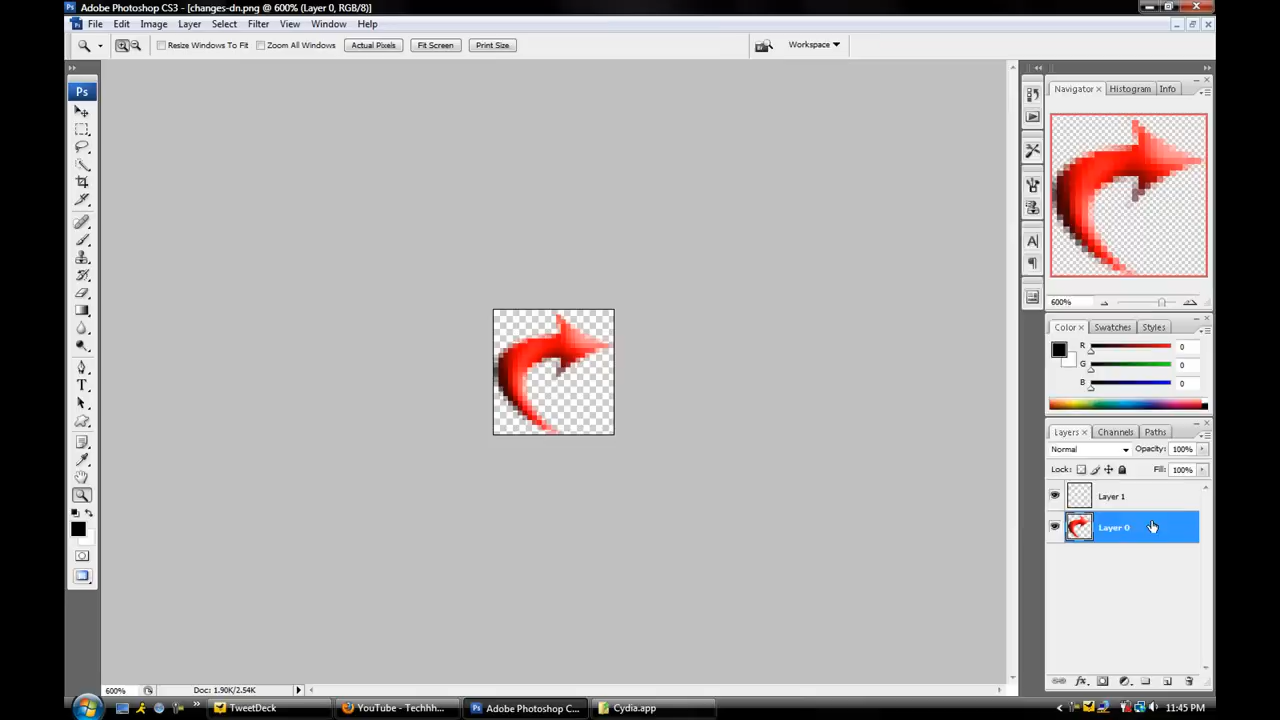 Adobe Photoshop CS3 - [changes-dn.png @ 600% (Layer 0, RGB/8)]
File Edit Image Layer Select Filter View Window Help
Resize Windows To Fit Zoom All Windows Actual Pixels Fit Screen Print Size Workspace
Ps
Navigator Histogram Info
600%
Color Swatches Styles
R 0
G 0
B 0
Layers Channels Paths
Normal Opacity: 100%
Lock: Fill: 100%
Layer 1
Layer 0
600% Doc: 1.90K/2.54K
TweetDeck YouTube - Techhh... Adobe Photoshop C... Cydia.app 11:45 PM